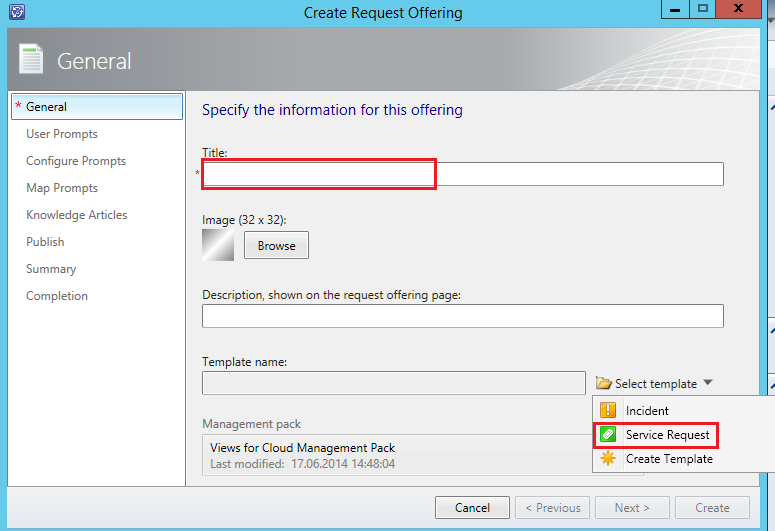 Create Request Offering
General
* General
User Prompts
Configure Prompts
Map Prompts
Knowledge Articles
Publish
Summary
Completion
Specify the information for this offering
Title:
*
Image (32 x 32):
Browse
Description, shown on the request offering page:
Template name:
Select template
Incident
Service Request
Create Template
Management pack
Views for Cloud Management Pack
Last modified: 17.06.2014 14:48:04
Cancel
< Previous
Next >
Create